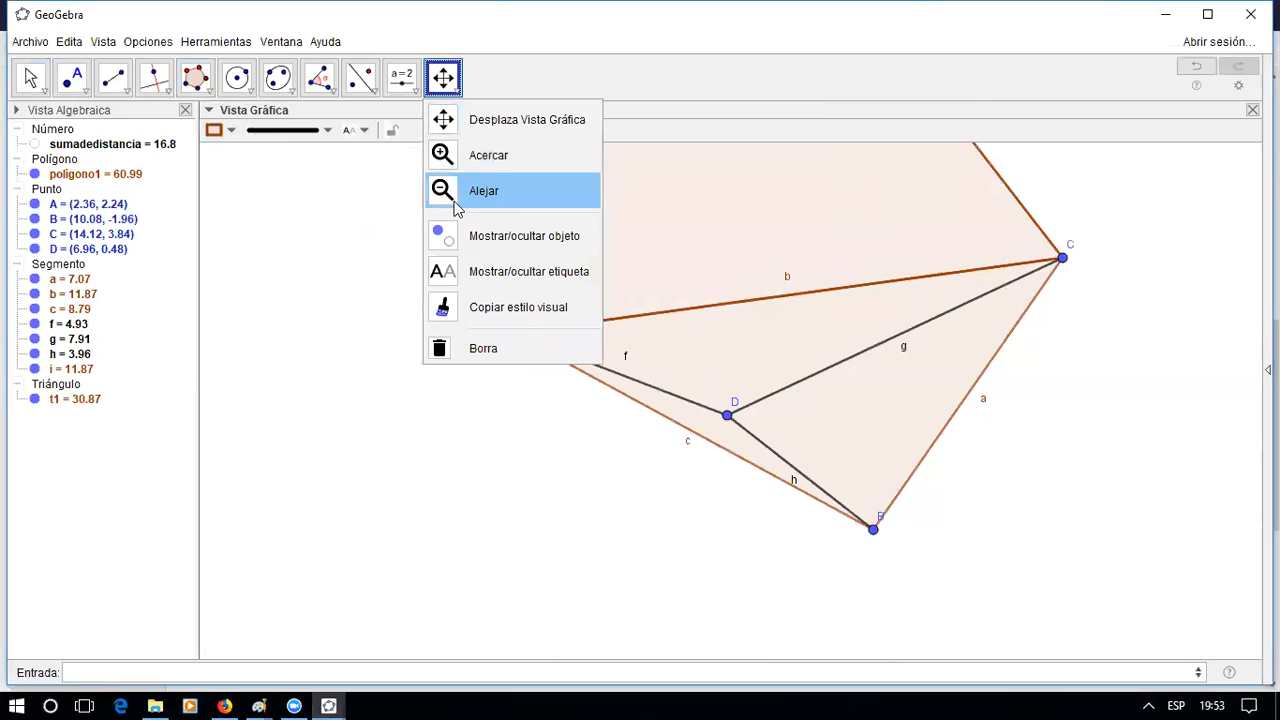 GeoGebra
Archivo Edita Vista Opciones Herramientas Ventana Ayuda
Abrir sesión...
A
α
a=2
Vista Algebraica
Número
sumadedistancia = 16.8
Polígono
polígono1 = 60.99
Punto
A = (2.36, 2.24)
B = (10.08, -1.96)
C = (14.12, 3.84)
D = (6.96, 0.48)
Segmento
a = 7.07
b = 11.87
c = 8.79
f = 4.93
g = 7.91
h = 3.96
i = 11.87
Triángulo
t1 = 30.87
Vista Gráfica
AA
Desplaza Vista Gráfica
Acercar
Alejar
Mostrar/ocultar objeto
AA Mostrar/ocultar etiqueta
Copiar estilo visual
Borra
C
b
g
f
a
D
c
h
B
Entrada:
ESP 19:53